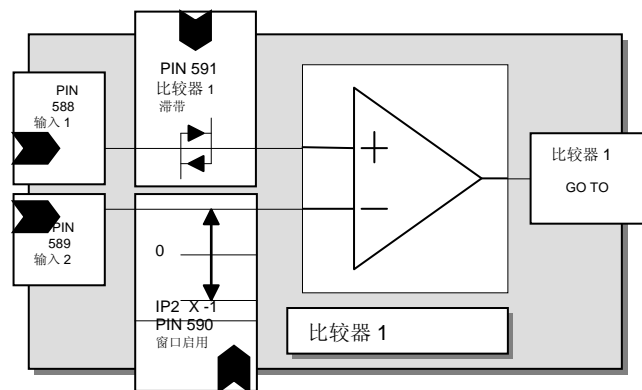 PIN 591
比较器 1
滞带
PIN
588
输入 1
PIN
589
输入 2
0
IP2 X -1
PIN 590
窗口启用
比较器 1
GO TO
比较器 1